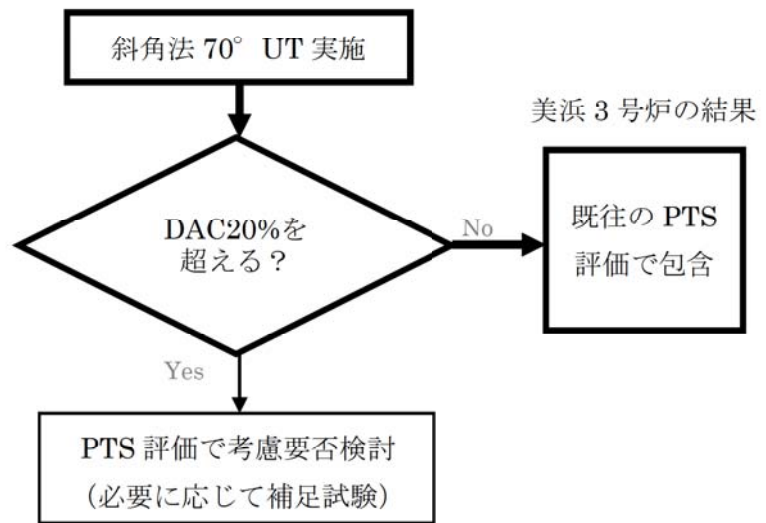 斜角法 70° UT 実施
美浜 3 号炉の結果
DAC20%を
超える？
No
既往の PTS
評価で包含
Yes
PTS 評価で考慮要否検討
（必要に応じて補足試験）